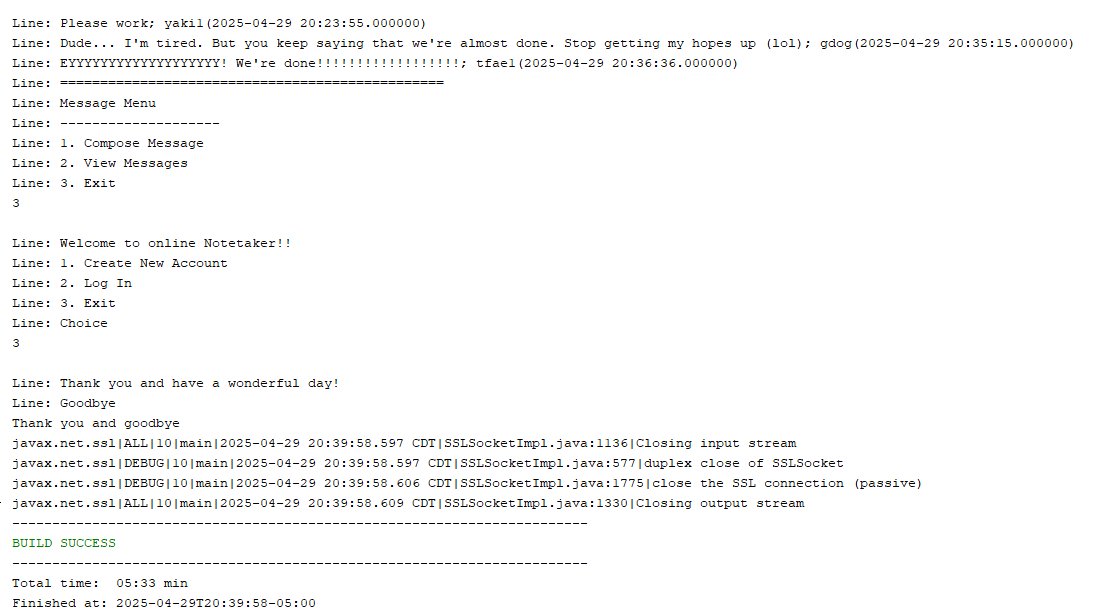 Line: Please work; yaki1(2025-04-29 20:23:55.000000)
Line: Dude... I'm tired. But you keep saying that we're almost done. Stop getting my hopes up (lol); gdog(2025-04-29 20:35:15.000000)
Line: EYYYYYYYYYYYYYYYYYYY! We're done!!!!!!!!!!!!!!!!!!; tfael(2025-04-29 20:36:36.000000)
Line: ================================================
Line: Message Menu
Line: --------------------
Line: 1. Compose Message
Line: 2. View Messages
Line: 3. Exit
3
Line: Welcome to online Notetaker!!
Line: 1. Create New Account
Line: 2. Log In
Line: 3. Exit
Line: Choice
3
Line: Thank you and have a wonderful day!
Line: Goodbye
Thank you and goodbye
javax.net.ssl|ALL|10|main|2025-04-29 20:39:58.597 CDT|SSLSocketImpl.java:1136|Closing input stream
javax.net.ssl|DEBUG|10|main|2025-04-29 20:39:58.597 CDT|SSLSocketImpl.java:577|duplex close of SSLSocket
javax.net.ssl|DEBUG|10|main|2025-04-29 20:39:58.606 CDT|SSLSocketImpl.java:1775|close the SSL connection (passive)
javax.net.ssl|ALL|10|main|2025-04-29 20:39:58.609 CDT|SSLSocketImpl.java:1330|Closing output stream
------------------------------------------------------------------------
BUILD SUCCESS
------------------------------------------------------------------------
Total time:  05:33 min
Finished at: 2025-04-29T20:39:58-05:00